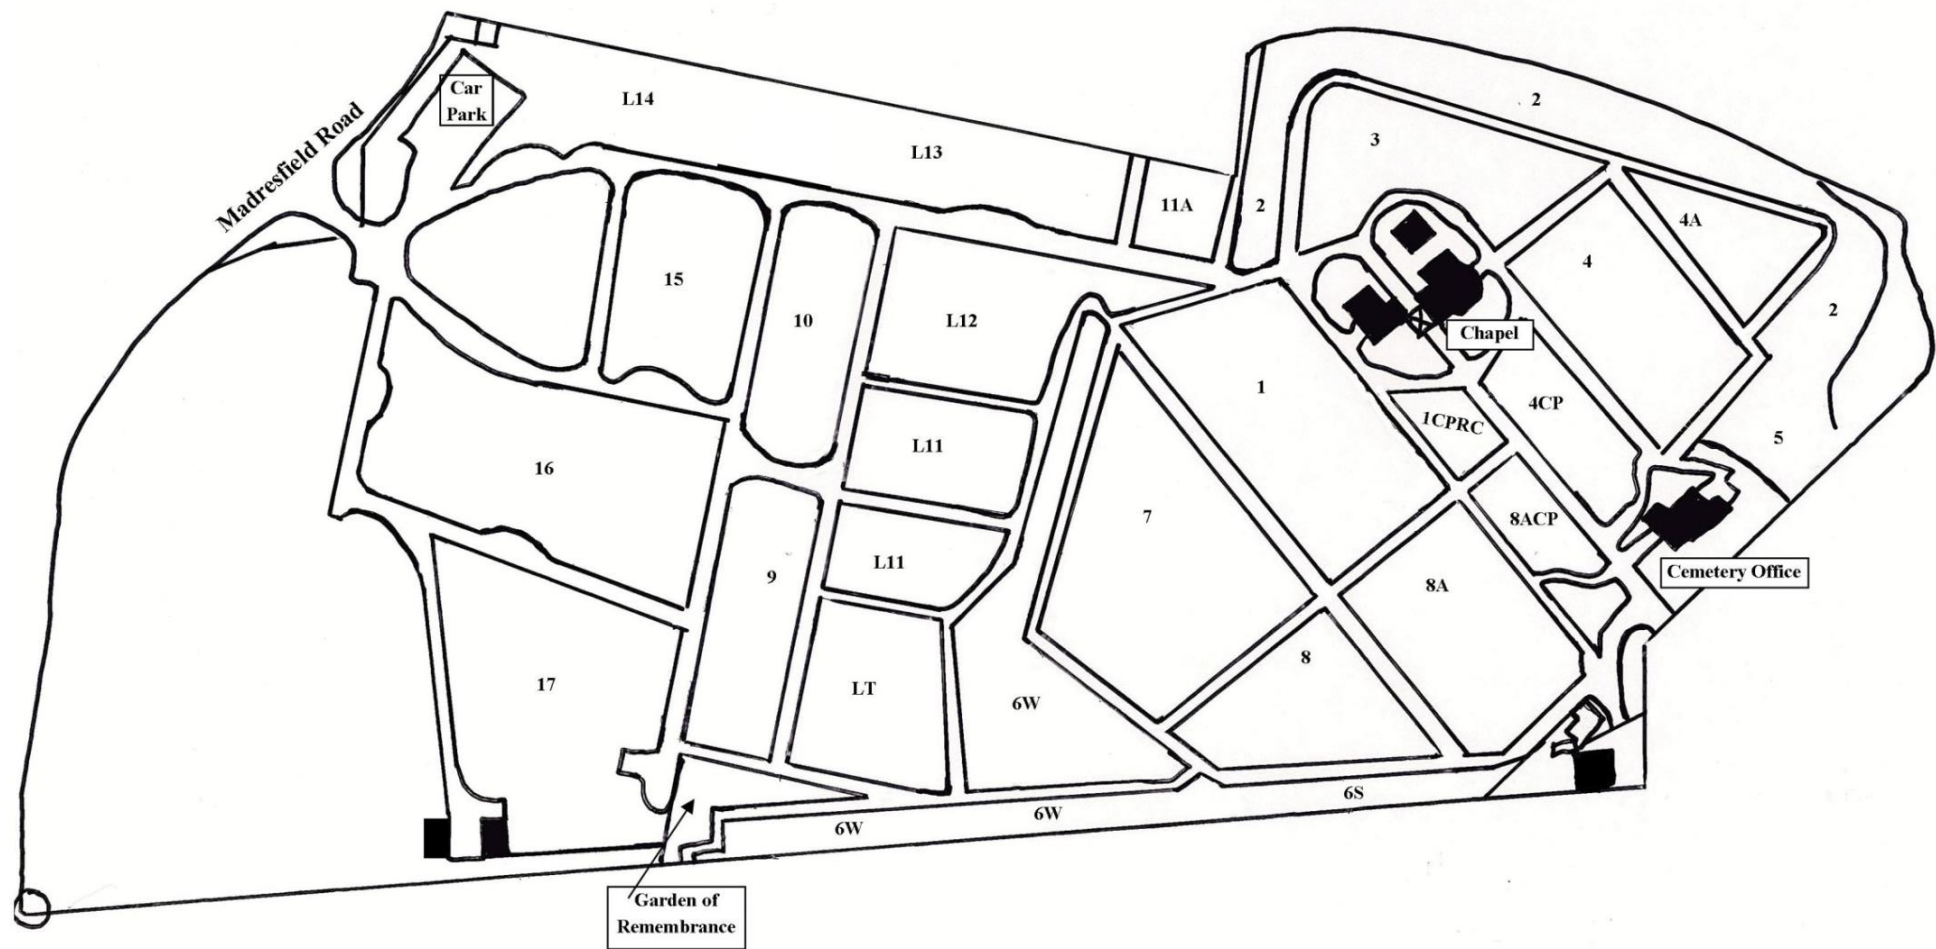 Car
Park
Madresfield Road
L14
L13
11A
2
2
3
4A
4
2
15
10
L12
Chapel
1
4CP
1CPRC
5
16
L11
7
8ACP
Cemetery Office
L11
9
8A
17
LT
6W
8
6S
6W
6W
Garden of
Remembrance